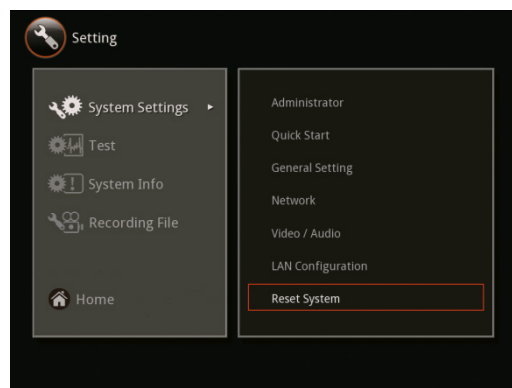 Setting
System Settings
Test
System Info
Recording File
Home
Administrator
Quick Start
General Setting
Network
Video / Audio
LAN Configuration
Reset System